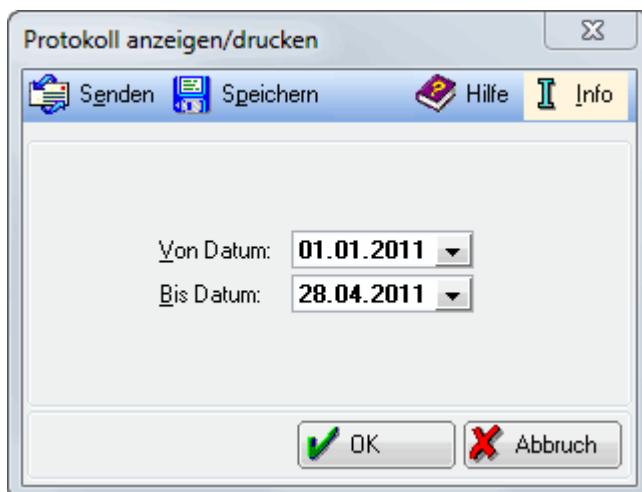 Protokoll anzeigen/drucken
Senden Speichern Hilfe Info
Von Datum: 01.01.2011
Bis Datum: 28.04.2011
OK Abbruch